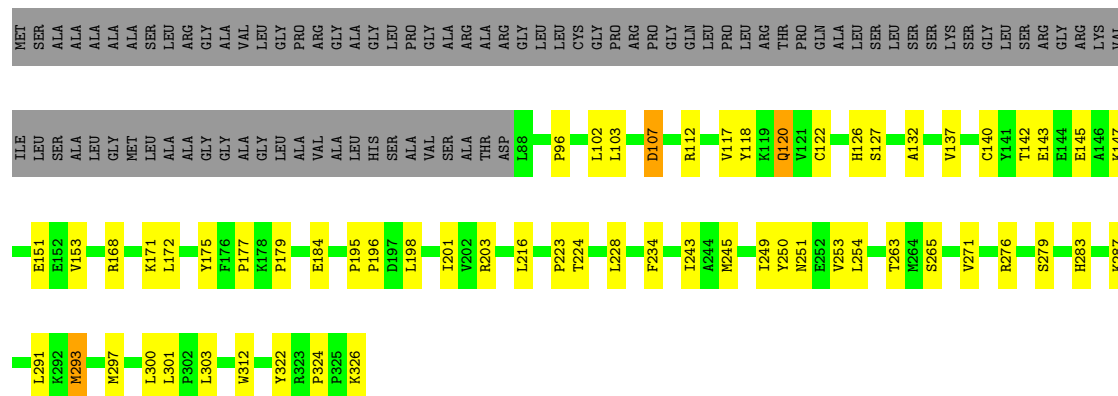 MET SER ALA ALA ALA ALA ALA SER LEU ARG GLY ALA VAL LEU GLY PRO ARG GLY ALA GLY LEU PRO GLY ALA ARG ALA ARG GLY LEU LEU CYS GLY PRO ARG PRO GLY GLN LEU PRO LEU ARG THR PRO GLN ALA LEU SER LEU SER SER LYS SER GLY LEU SER ARG GLY ARG LYS VAL
ILE LEU SER ALA LEU GLY MET LEU ALA ALA GLY GLY ALA GLY LEU ALA VAL ALA LEU HIS SER ALA VAL SER ALA THR ASP L88 P96 L102 L103 D107 R112 V117 Y118 K119 Q120 V121 C122 H126 S127 A132 V137 C140 Y141 T142 E143 E144 E145 A146 K147
E151 E152 V153 R168 K171 L172 Y175 F176 P177 K178 P179 E184 P195 P196 D197 L198 I201 V202 R203 L216 P223 T224 L228 F234 I243 A244 M245 I249 Y250 N251 E252 V253 L254 T263 M264 S265 V271 R276 S279 H283 K287
L291 K292 M293 M297 L300 L301 P302 L303 W312 Y322 R323 P324 P325 K326